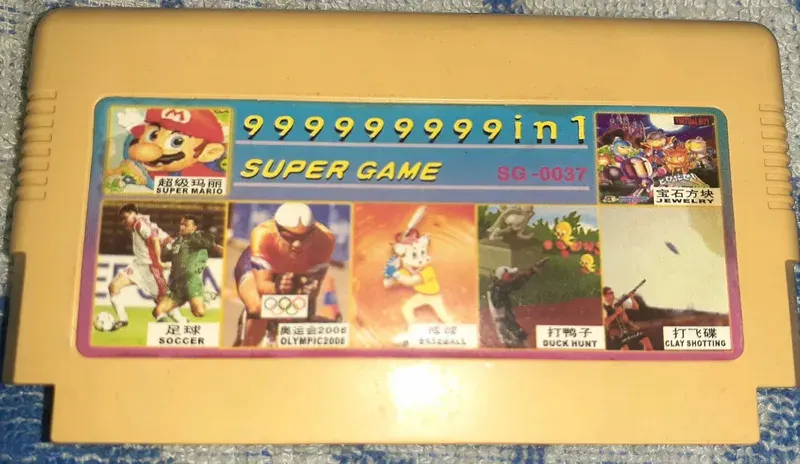 999999999in1
SUPER GAME
SG-0037
超级玛丽
SUPER MARIO
宝石方块
JEWELRY
足球
SOCCER
奥运会2008
OLYMPIC2008
BASEBALL
打鸭子
DUCK HUNT
打飞碟
CLAY SHOTTING